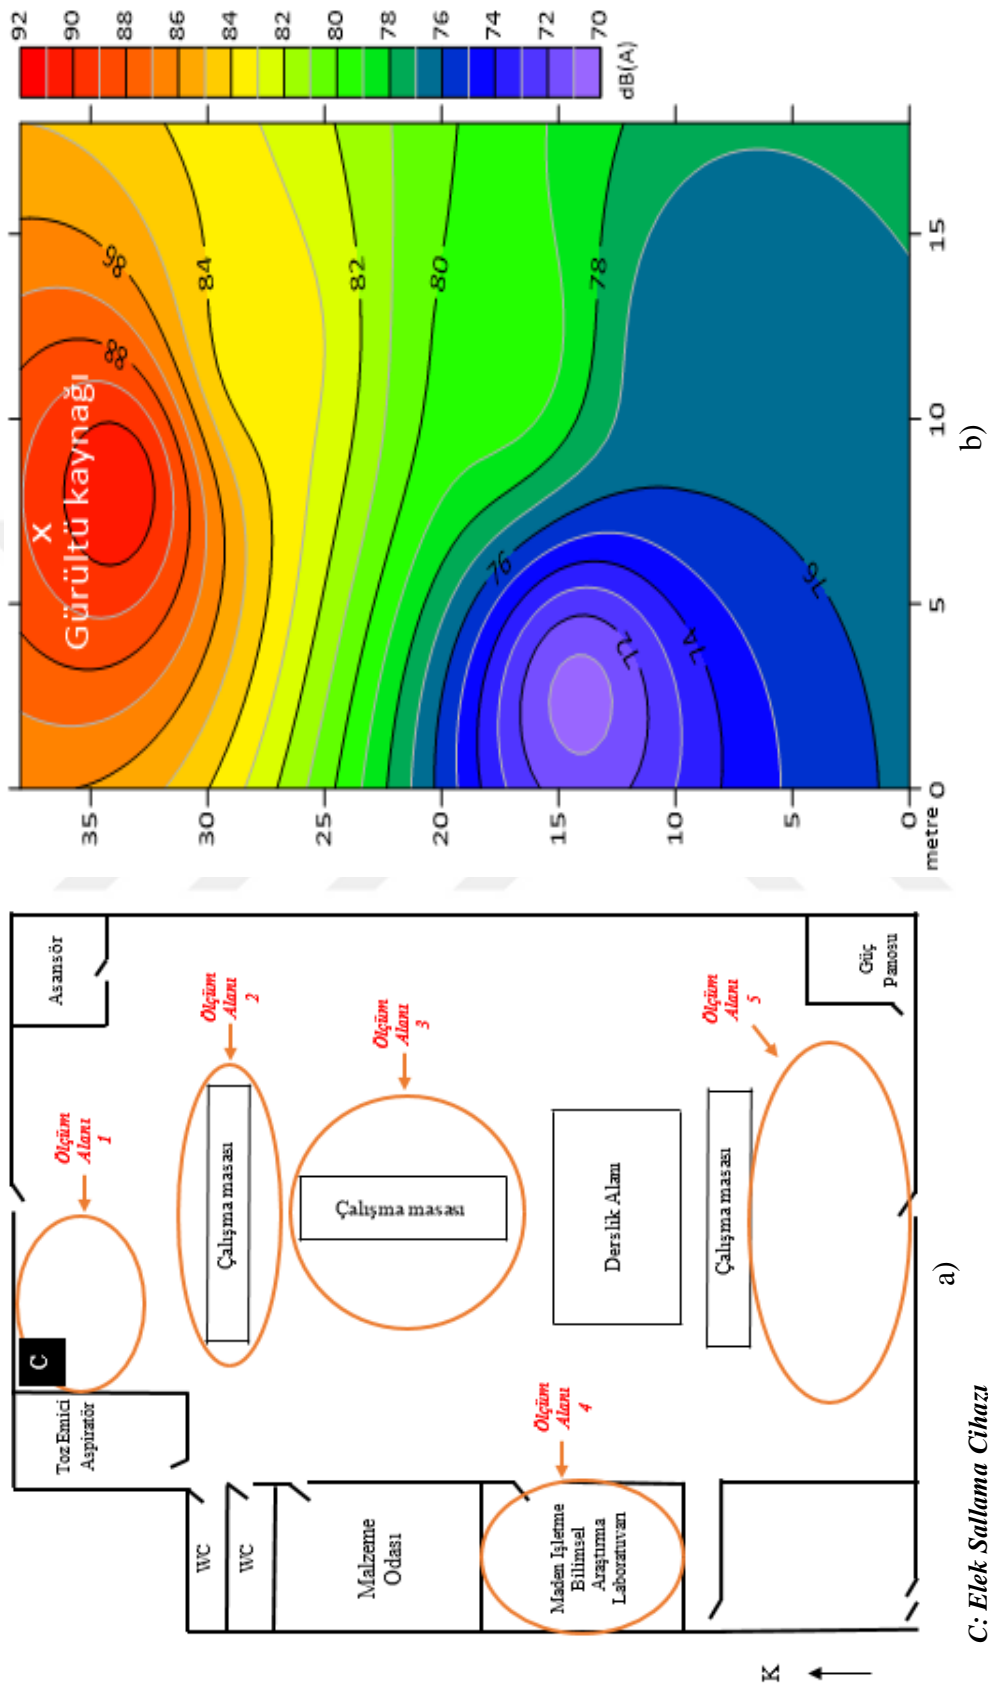 Asansör
Ölçüm
Alanı
1
C
Toz Emici
Aspiratör
Ölçüm
Alanı
2
Çalışma masası
WC
WC
Ölçüm
Alanı
3
Çalışma masası
Malzeme
Odası
Derslik Alanı
Ölçüm
Alanı
4
Maden İşletme
Bilimsel
Araştırma
Laboratuvarı
Çalışma masası
Ölçüm
Alanı
5
Güç
Panosu
K
a)
C: Elek Sallama Cihazı
92
90
88
86
84
82
80
78
76
74
72
70
dB(A)
X
Gürültü kaynağı
88
86
84
82
80
78
76
76
74
72
35
30
25
20
15
10
5
0
metre
0
5
10
15
b)